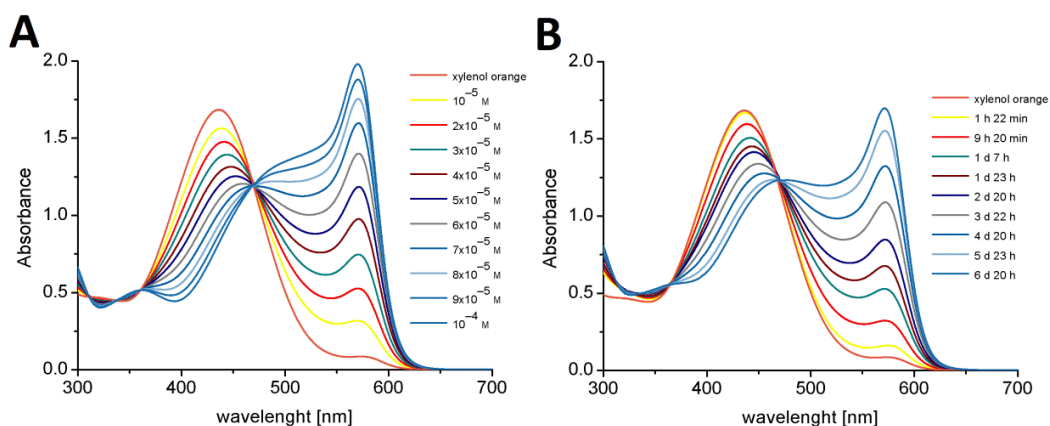 A
Absorbance
2.0
1.5
1.0
0.5
0.0
300 400 500 600 700
wavelenght [nm]
xylenol orange
10⁻⁵ M
2x10⁻⁵ M
3x10⁻⁵ M
4x10⁻⁵ M
5x10⁻⁵ M
6x10⁻⁵ M
7x10⁻⁵ M
8x10⁻⁵ M
9x10⁻⁵ M
10⁻⁴ M
B
Absorbance
2.0
1.5
1.0
0.5
0.0
300 400 500 600 700
wavelenght [nm]
xylenol orange
1 h 22 min
9 h 20 min
1 d 7 h
1 d 23 h
2 d 20 h
3 d 22 h
4 d 20 h
5 d 23 h
6 d 20 h